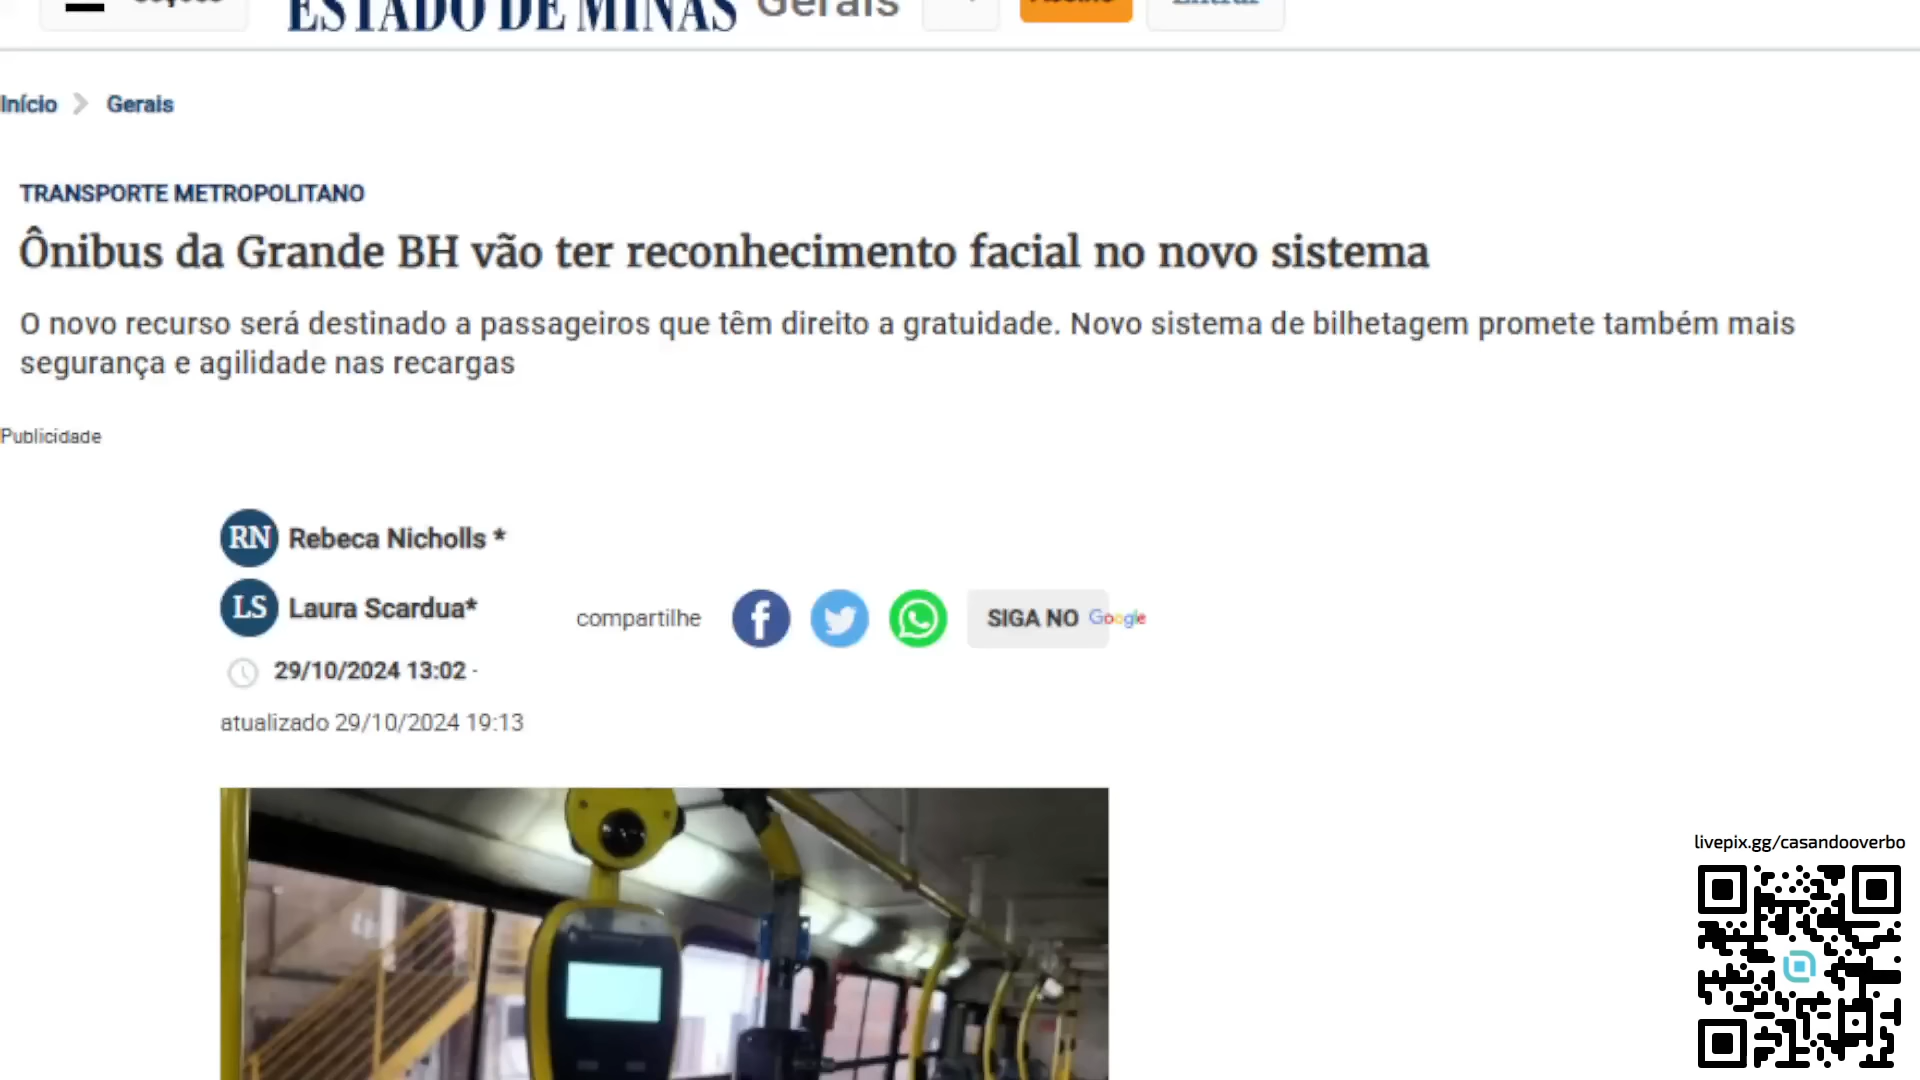 ESTADO DE MINAS Gerais
Início
Gerais
TRANSPORTE METROPOLITANO
Ônibus da Grande BH vão ter reconhecimento facial no novo sistema
O novo recurso será destinado a passageiros que têm direito a gratuidade. Novo sistema de bilhetagem promete também mais
segurança e agilidade nas recargas
Publicidade
RN Rebeca Nicholls *
LS Laura Scardua*
compartilhe
SIGA NO Google
29/10/2024 13:02 -
atualizado 29/10/2024 19:13
livepix.gg/casandooverbo